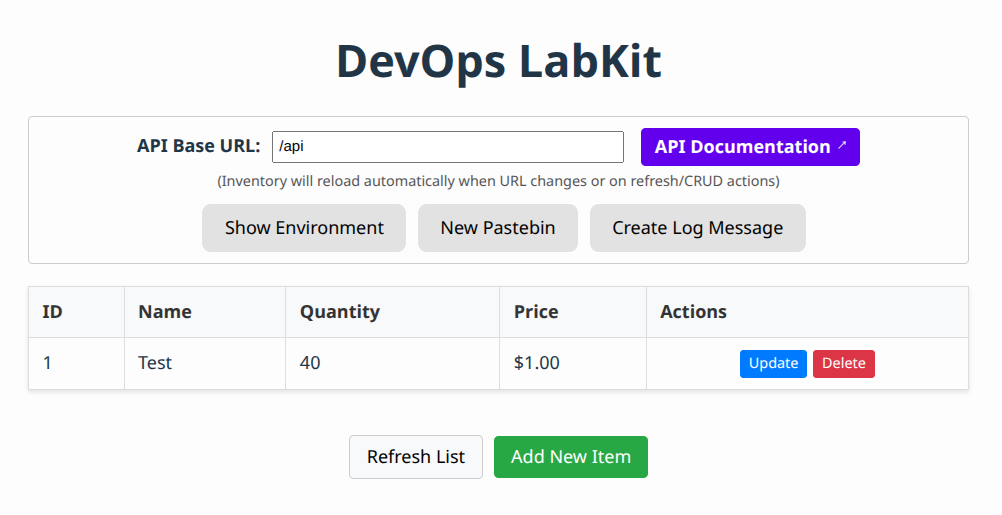 DevOps LabKit
API Base URL: /api API Documentation ↗
(Inventory will reload automatically when URL changes or on refresh/CRUD actions)
Show Environment New Pastebin Create Log Message
ID Name Quantity Price Actions
1 Test 40 $1.00 Update Delete
Refresh List Add New Item